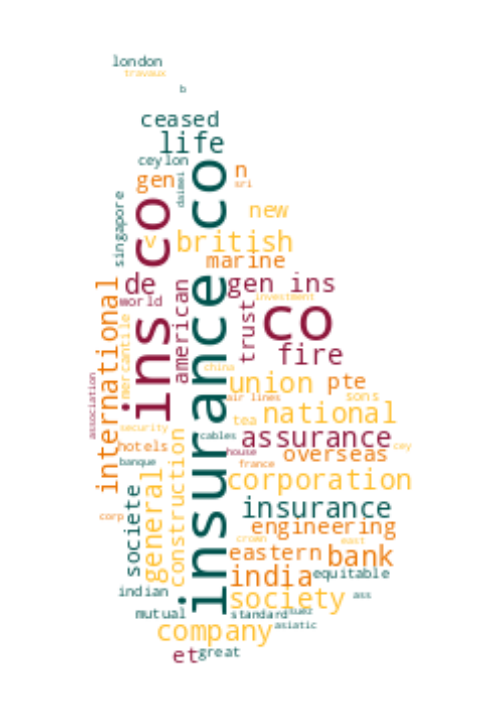 london
travaux
b
ceased
life
ceylon
n
gen
sri
daimei
singapore
new
ins co
insurance co
v
british
marine
de
gen ins
world
investment
international
american
trust
co
mercantile
fire
china
union
pte
association
air lines
sons
national
tea
security
cables
assurance
hotels
house
overseas
cey
banque
france
general
construction
corporation
insurance
societe
corp
engineering
crown
east
eastern
bank
india
equitable
indian
society
ass
mutual
standard
suez
company
asiatic
et
great